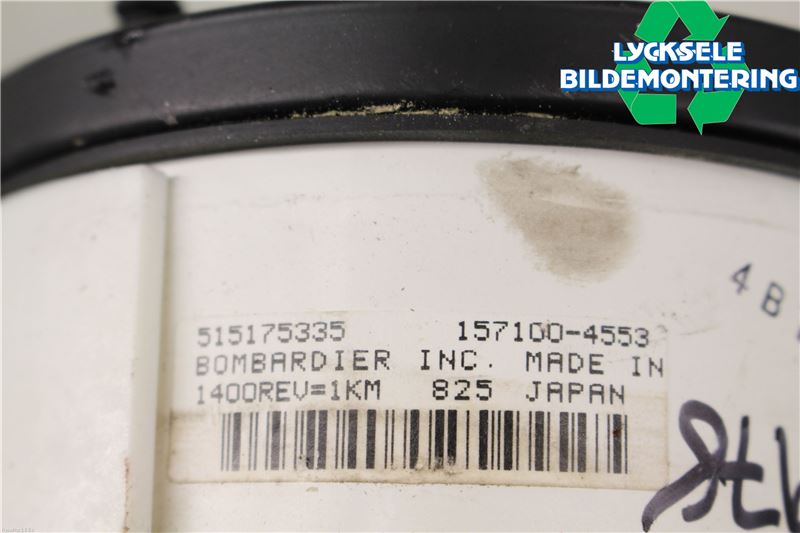 LYCKSELE
BILDEMONTERING
515175335 157100-4553
BOMBARDIER INC. MADE IN
1400REV=1KM 825 JAPAN
4B